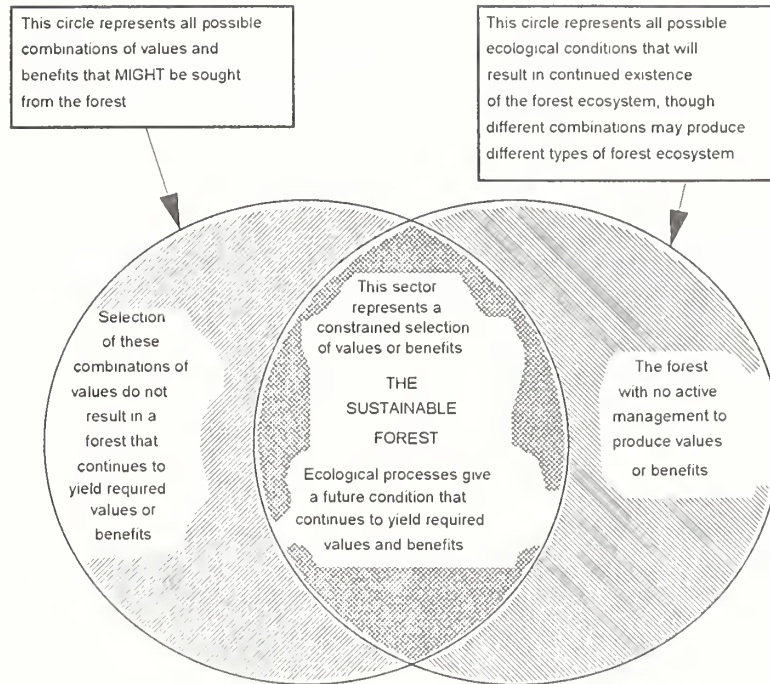 This circle represents all possible
combinations of values and
benefits that MIGHT be sought
from the forest
This circle represents all possible
ecological conditions that will
result in continued existence
of the forest ecosystem, though
different combinations may produce
different types of forest ecosystem
Selection
of these
combinations of
values do not
result in a
forest that
continues to
yield required
values or
benefits
This sector
represents a
constrained selection
of values or benefits
THE
SUSTAINABLE
FOREST
Ecological processes give
a future condition that
continues to yield required
values and benefits
The forest
with no active
management to
produce values
or benefits